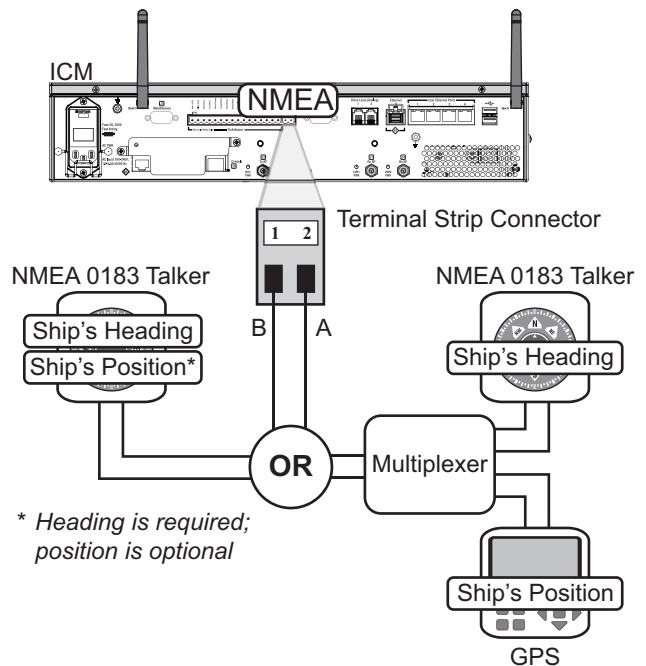 ICM
NMEA
Terminal Strip Connector
1 2
B A
NMEA 0183 Talker
Ship's Heading
Ship's Position*
NMEA 0183 Talker
N
Ship's Heading
OR
Multiplexer
* Heading is required;
position is optional
Ship's Position
GPS